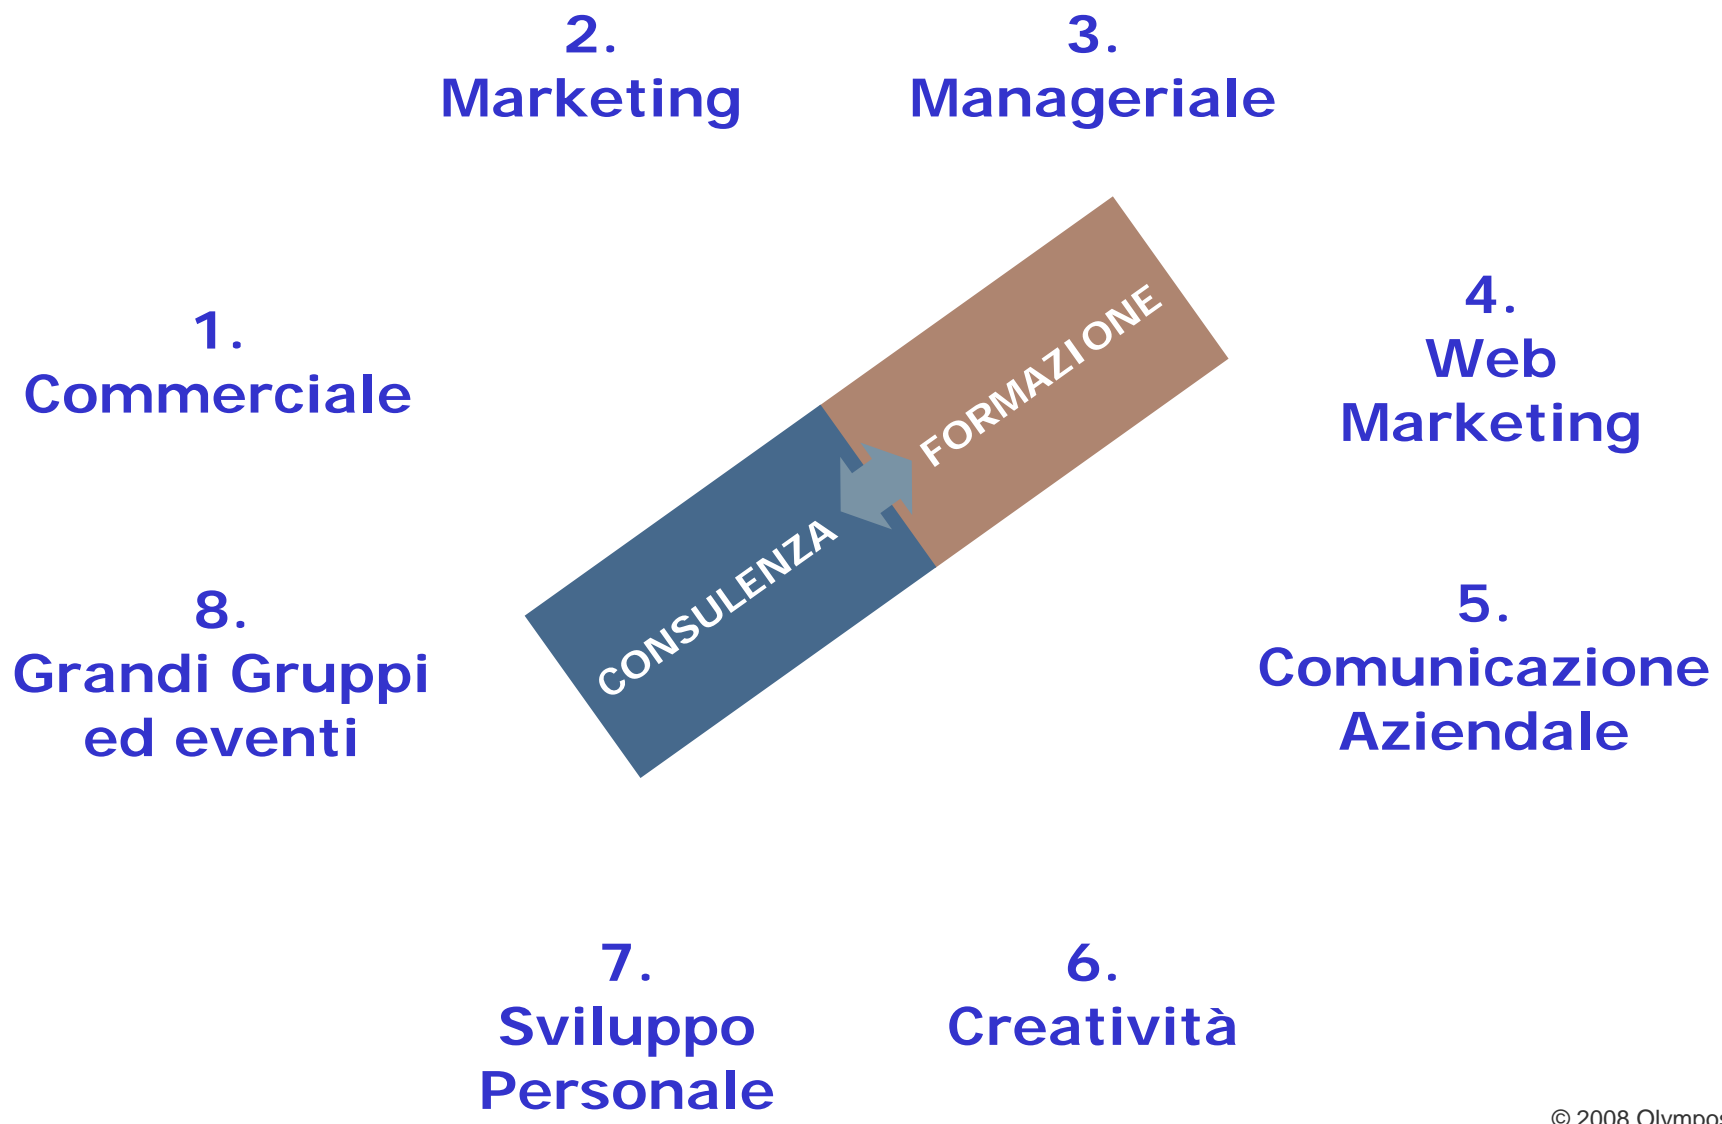 2.
Marketing
3.
Manageriale
1.
Commerciale
4.
Web
Marketing
FORMAZIONE
CONSULENZA
8.
Grandi Gruppi
ed eventi
5.
Comunicazione
Aziendale
7.
Sviluppo
Personale
6.
Creatività
© 2008 Olympos